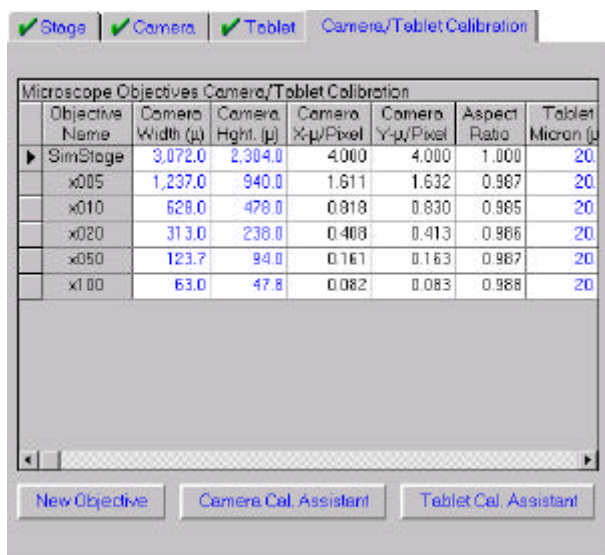 Stage Camera Tablet Camera/Tablet Calibration
Microscope Objectives Camera/Tablet Calibration
Objective Camera Camera Camera Camera Aspect Tablet
Name Width (µ) Hght. (µ) X-µ/Pixel Y-µ/Pixel Ratio Micron (µ
SimStage 3,072.0 2,304.0 4.000 4.000 1.000 20.
x005 1,237.0 940.0 1.611 1.632 0.987 20.
x010 628.0 478.0 0.818 0.830 0.985 20.
x020 313.0 238.0 0.408 0.413 0.986 20.
x050 123.7 94.0 0.161 0.163 0.987 20.
x100 63.0 47.8 0.082 0.083 0.988 20.
New Objective Camera Cal. Assistant Tablet Cal. Assistant